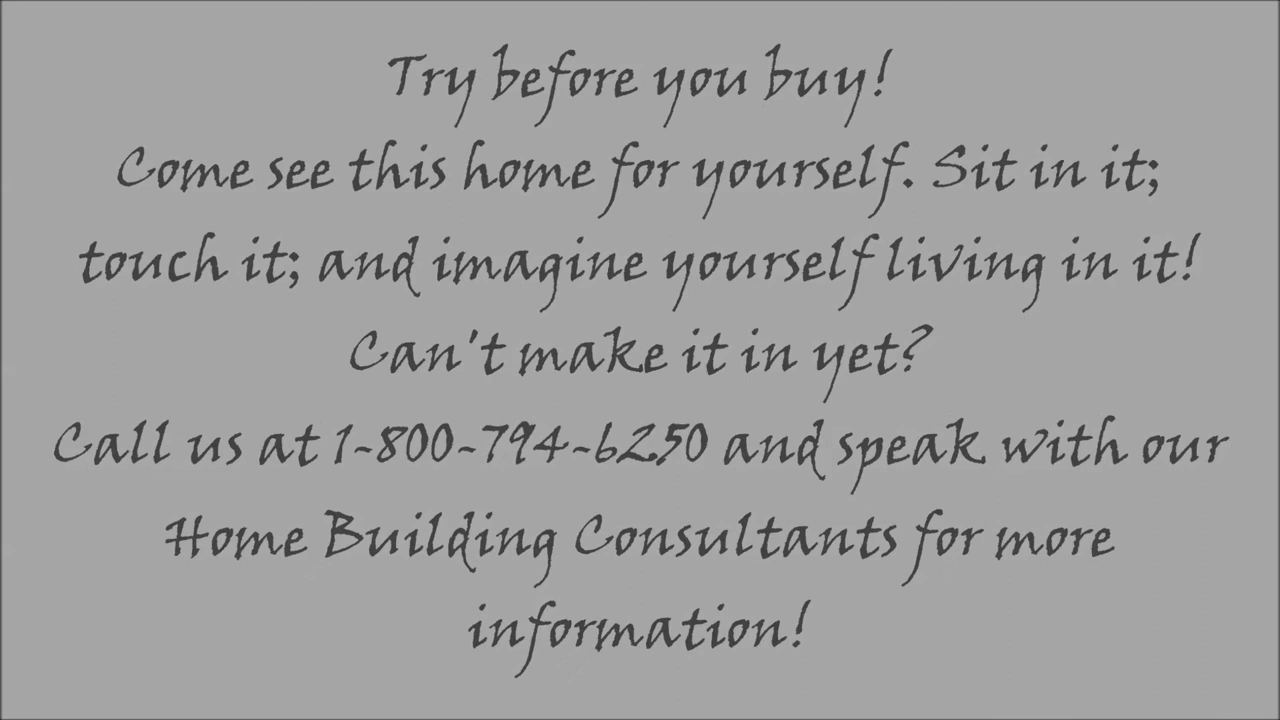 Try before you buy!
Come see this home for yourself. Sit in it;
touch it; and imagine yourself living in it!
Can't make it in yet?
Call us at 1-800-794-6250 and speak with our
Home Building Consultants for more
information!